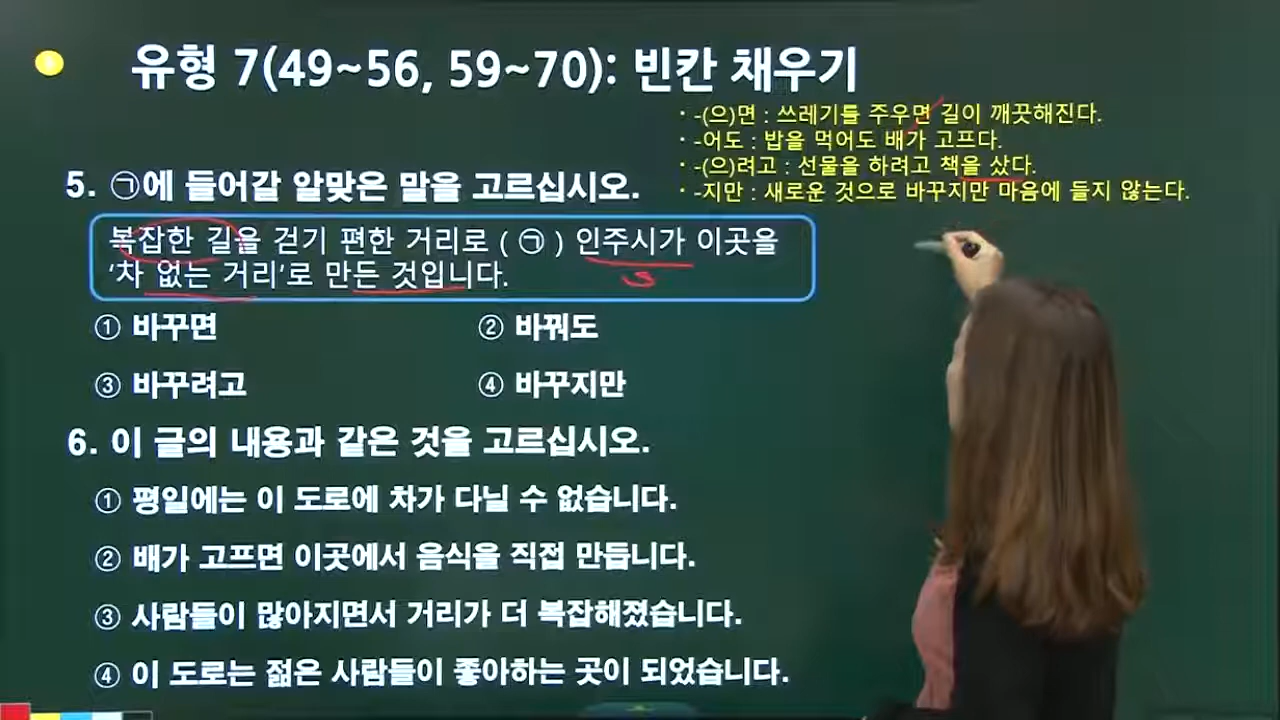 유형 7(49~56, 59~70): 빈칸 채우기
· -(으)면 : 쓰레기를 주우면 길이 깨끗해진다.
· -어도 : 밥을 먹어도 배가 고프다.
· -(으)려고 : 선물을 하려고 책을 샀다.
· -지만 : 새로운 것으로 바꾸지만 마음에 들지 않는다.
5. ㉠에 들어갈 알맞은 말을 고르십시오.
복잡한 길을 걷기 편한 거리로 ( ㉠ ) 인주시가 이곳을
‘차 없는 거리’로 만든 것입니다.
① 바꾸면 ② 바꿔도
③ 바꾸려고 ④ 바꾸지만
6. 이 글의 내용과 같은 것을 고르십시오.
① 평일에는 이 도로에 차가 다닐 수 없습니다.
② 배가 고프면 이곳에서 음식을 직접 만듭니다.
③ 사람들이 많아지면서 거리가 더 복잡해졌습니다.
④ 이 도로는 젊은 사람들이 좋아하는 곳이 되었습니다.